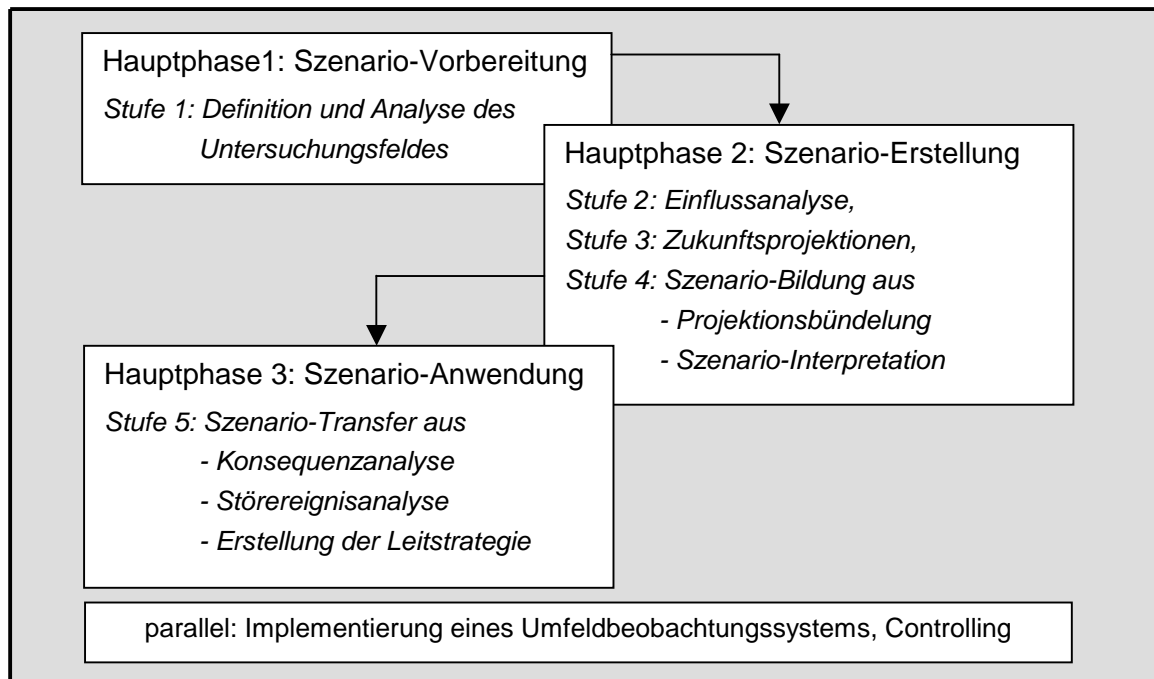 Hauptphase1: Szenario-Vorbereitung
Stufe 1: Definition und Analyse des
Untersuchungsfeldes
Hauptphase 2: Szenario-Erstellung
Stufe 2: Einflussanalyse,
Stufe 3: Zukunftsprojektionen,
Stufe 4: Szenario-Bildung aus
- Projektionsbündelung
- Szenario-Interpretation
Hauptphase 3: Szenario-Anwendung
Stufe 5: Szenario-Transfer aus
- Konsequenzanalyse
- Störereignisanalyse
- Erstellung der Leitstrategie
parallel: Implementierung eines Umfeldbeobachtungssystems, Controlling